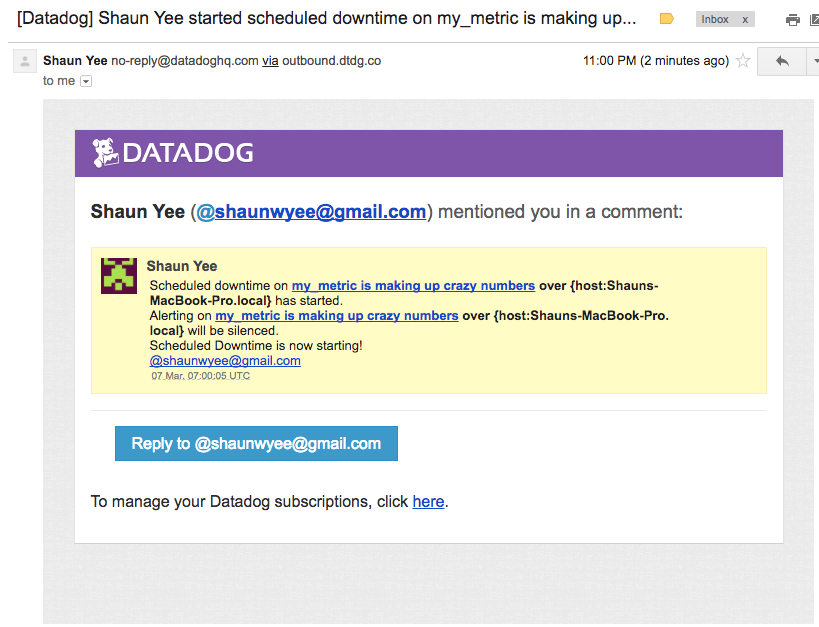 [Datadog] Shaun Yee started scheduled downtime on my_metric is making up...
Inbox x
Shaun Yee no-reply@datadoghq.com via outbound.dtdg.co
11:00 PM (2 minutes ago)
to me
DATADOG
Shaun Yee (@shaunwyee@gmail.com) mentioned you in a comment:
Shaun Yee
Scheduled downtime on my_metric is making up crazy numbers over {host:Shauns-
MacBook-Pro.local} has started.
Alerting on my_metric is making up crazy numbers over {host:Shauns-MacBook-Pro.
local} will be silenced.
Scheduled Downtime is now starting!
@shaunwyee@gmail.com
07 Mar, 07:00:05 UTC
Reply to @shaunwyee@gmail.com
To manage your Datadog subscriptions, click here.